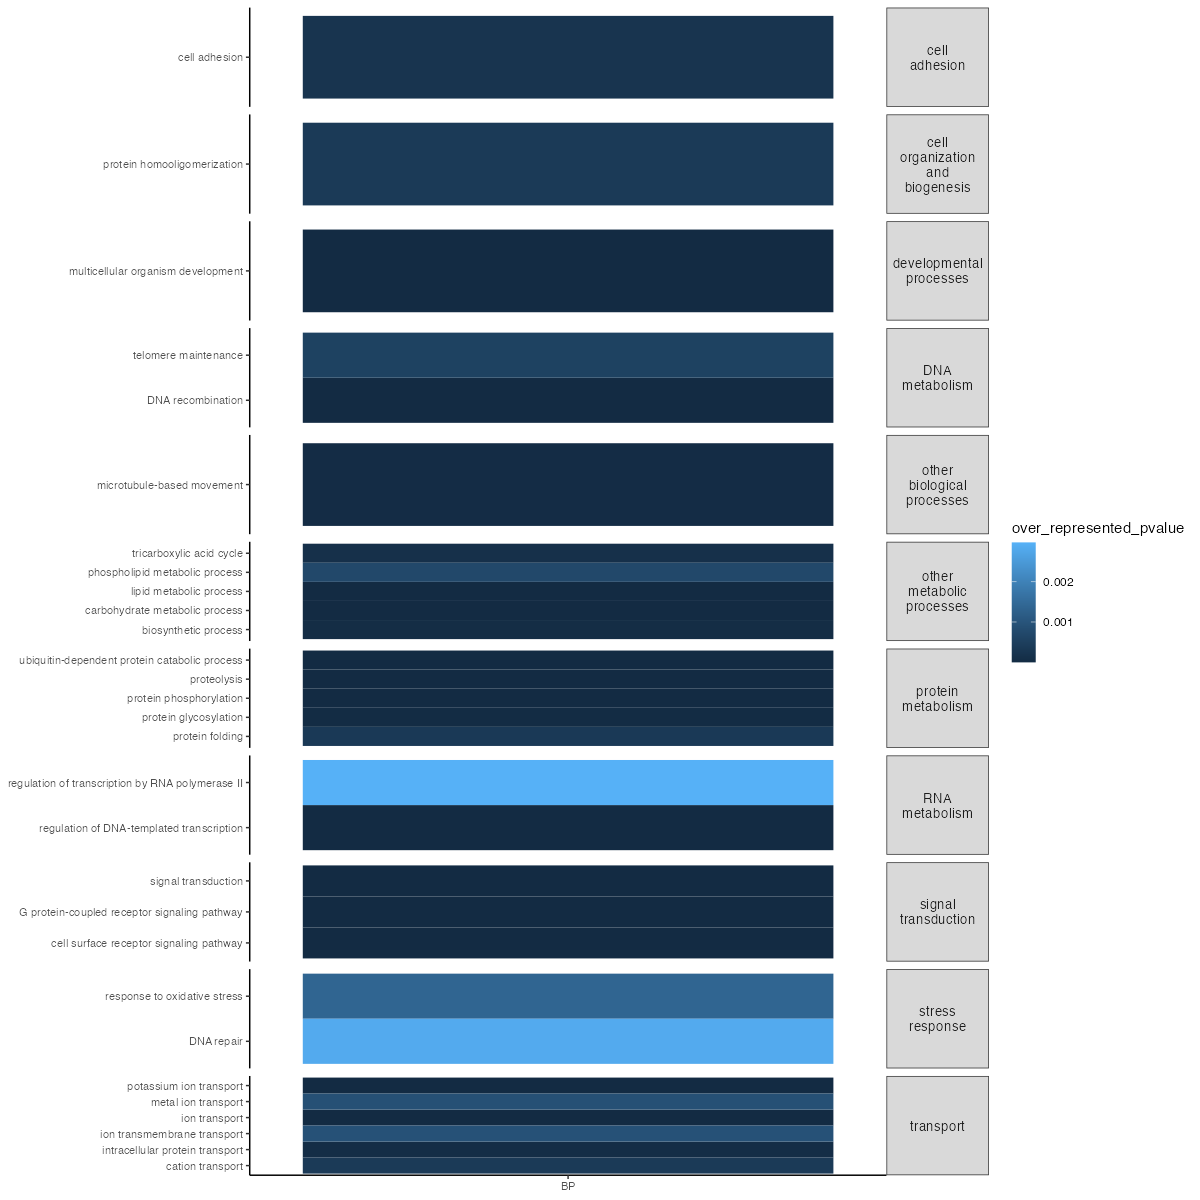 cell adhesion
cell
adhesion
protein homooligomerization
cell
organization
and
biogenesis
multicellular organism development
developmental
processes
telomere maintenance
DNA recombination
DNA
metabolism
microtubule-based movement
other
biological
processes
tricarboxylic acid cycle
phospholipid metabolic process
lipid metabolic process
carbohydrate metabolic process
biosynthetic process
other
metabolic
processes
ubiquitin-dependent protein catabolic process
proteolysis
protein phosphorylation
protein glycosylation
protein folding
protein
metabolism
regulation of transcription by RNA polymerase II
regulation of DNA-templated transcription
RNA
metabolism
signal transduction
G protein-coupled receptor signaling pathway
cell surface receptor signaling pathway
signal
transduction
response to oxidative stress
DNA repair
stress
response
potassium ion transport
metal ion transport
ion transport
ion transmembrane transport
intracellular protein transport
cation transport
transport
BP
over_represented_pvalue
0.002
0.001